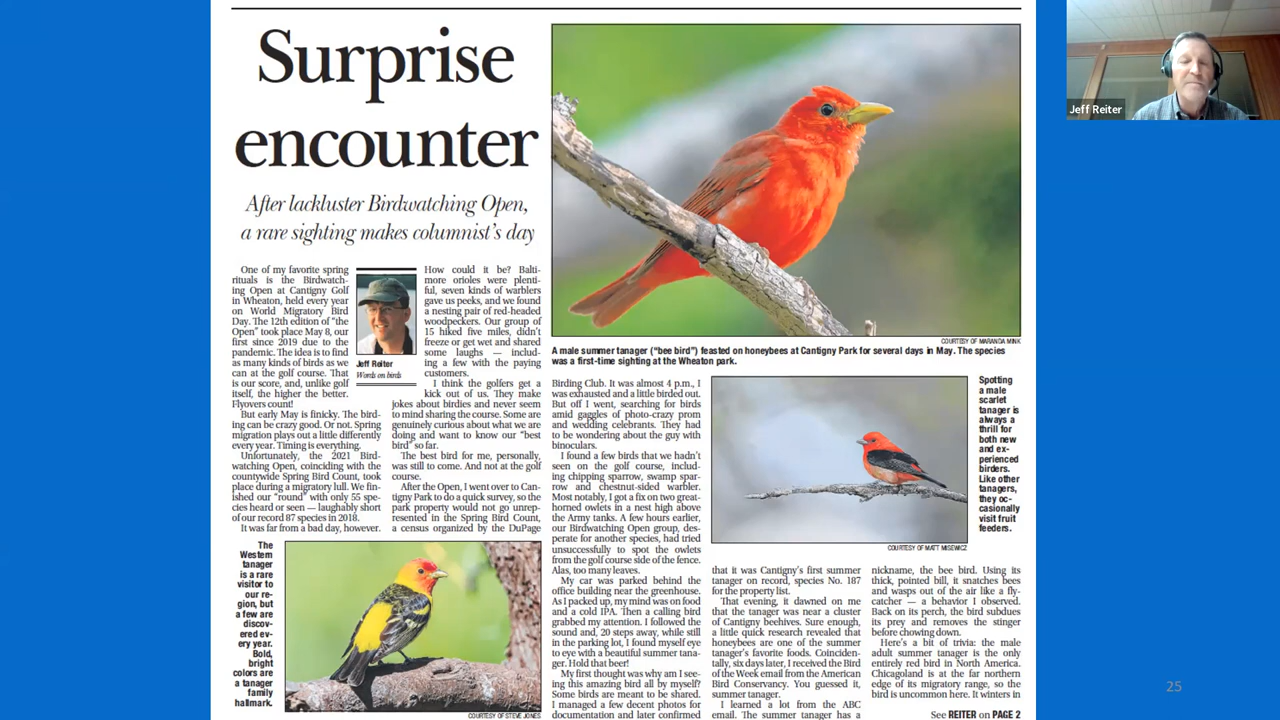 Surprise
encounter
After lackluster Birdwatching Open,
a rare sighting makes columnist's day
One of my favorite spring
rituals is the Birdwatch-
ing Open at Cantigny Golf
in Wheaton, held every year
on World Migratory Bird
Day. The 12th edition of "the
Open" took place May 8, our
first since 2019 due to the
pandemic. The idea is to find
as many kinds of birds as we
can at the golf course. That
is our score, and, unlike golf
itself, the higher the better.
Flyovers count!
But early May is finicky. The bird-
ing can be crazy good. Or not. Spring
migration plays out a little differently
every year. Timing is everything.
Unfortunately, the 2021 Bird-
watching Open, coinciding with the
countywide Spring Bird Count, took
place during a migratory lull. We fin-
ished our "round" with only 55 spe-
cies heard or seen — laughably short
of our record 87 species in 2018.
It was far from a bad day, however.
Jeff Reiter
Words on birds
How could it be? Balti-
more orioles were plenti-
ful, seven kinds of warblers
gave us peeks, and we found
a nesting pair of red-headed
woodpeckers. Our group of
15 hiked five miles, didn't
freeze or get wet and shared
some laughs — includ-
ing a few with the paying
customers.
I think the golfers get a
kick out of us. They make
jokes about birdies and never seem
to mind sharing the course. Some are
genuinely curious about what we are
doing and want to know our "best
bird" so far.
The best bird for me, personally,
was still to come. And not at the golf
course.
After the Open, I went over to Can-
tigny Park to do a quick survey, so the
park property would not go unrep-
resented in the Spring Bird Count,
a census organized by the DuPage
The
Western
tanager
is a rare
visitor to
our re-
gion, but
a few are
discov-
ered ev-
ery year.
Bold,
bright
colors are
a tanager
family
hallmark.
COURTESY OF STEVE JONES
COURTESY OF MARANDA MINK
A male summer tanager ("bee bird") feasted on honeybees at Cantigny Park for several days in May. The species
was a first-time sighting at the Wheaton park.
Birding Club. It was almost 4 p.m., I
was exhausted and a little birded out.
But off I went, searching for birds
amid gaggles of photo-crazy prom
and wedding celebrants. They had
to be wondering about the guy with
binoculars.
I found a few birds that we hadn't
seen on the golf course, includ-
ing chipping sparrow, swamp spar-
row and chestnut-sided warbler.
Most notably, I got a fix on two great-
horned owlets in a nest high above
the Army tanks. A few hours earlier,
our Birdwatching Open group, des-
perate for another species, had tried
unsuccessfully to spot the owlets
from the golf course side of the fence.
Alas, too many leaves.
My car was parked behind the
office building near the greenhouse.
As I packed up, my mind was on food
and a cold IPA. Then a calling bird
grabbed my attention. I followed the
sound and, 20 steps away, while still
in the parking lot, I found myself eye
to eye with a beautiful summer tana-
ger. Hold that beer!
My first thought was why am I see-
ing this amazing bird all by myself?
Some birds are meant to be shared.
I managed a few decent photos for
documentation and later confirmed
Spotting
a male
scarlet
tanager is
always a
thrill for
both new
and ex-
perienced
birders.
Like other
tanagers,
they oc-
casionally
visit fruit
feeders.
COURTESY OF MATT MISEWICZ
that it was Cantigny's first summer
tanager on record, species No. 187
for the property list.
That evening, it dawned on me
that the tanager was near a cluster
of Cantigny beehives. Sure enough,
a little quick research revealed that
honeybees are one of the summer
tanager's favorite foods. Coinciden-
tally, six days later, I received the Bird
of the Week email from the American
Bird Conservancy. You guessed it,
summer tanager.
I learned a lot from the ABC
email. The summer tanager has a
nickname, the bee bird. Using its
thick, pointed bill, it snatches bees
and wasps out of the air like a fly-
catcher — a behavior I observed.
Back on its perch, the bird subdues
its prey and removes the stinger
before chowing down.
Here's a bit of trivia: the male
adult summer tanager is the only
entirely red bird in North America.
Chicagoland is at the far northern
edge of its migratory range, so the
bird is uncommon here. It winters in
See REITER on PAGE 2
Jeff Reiter
25